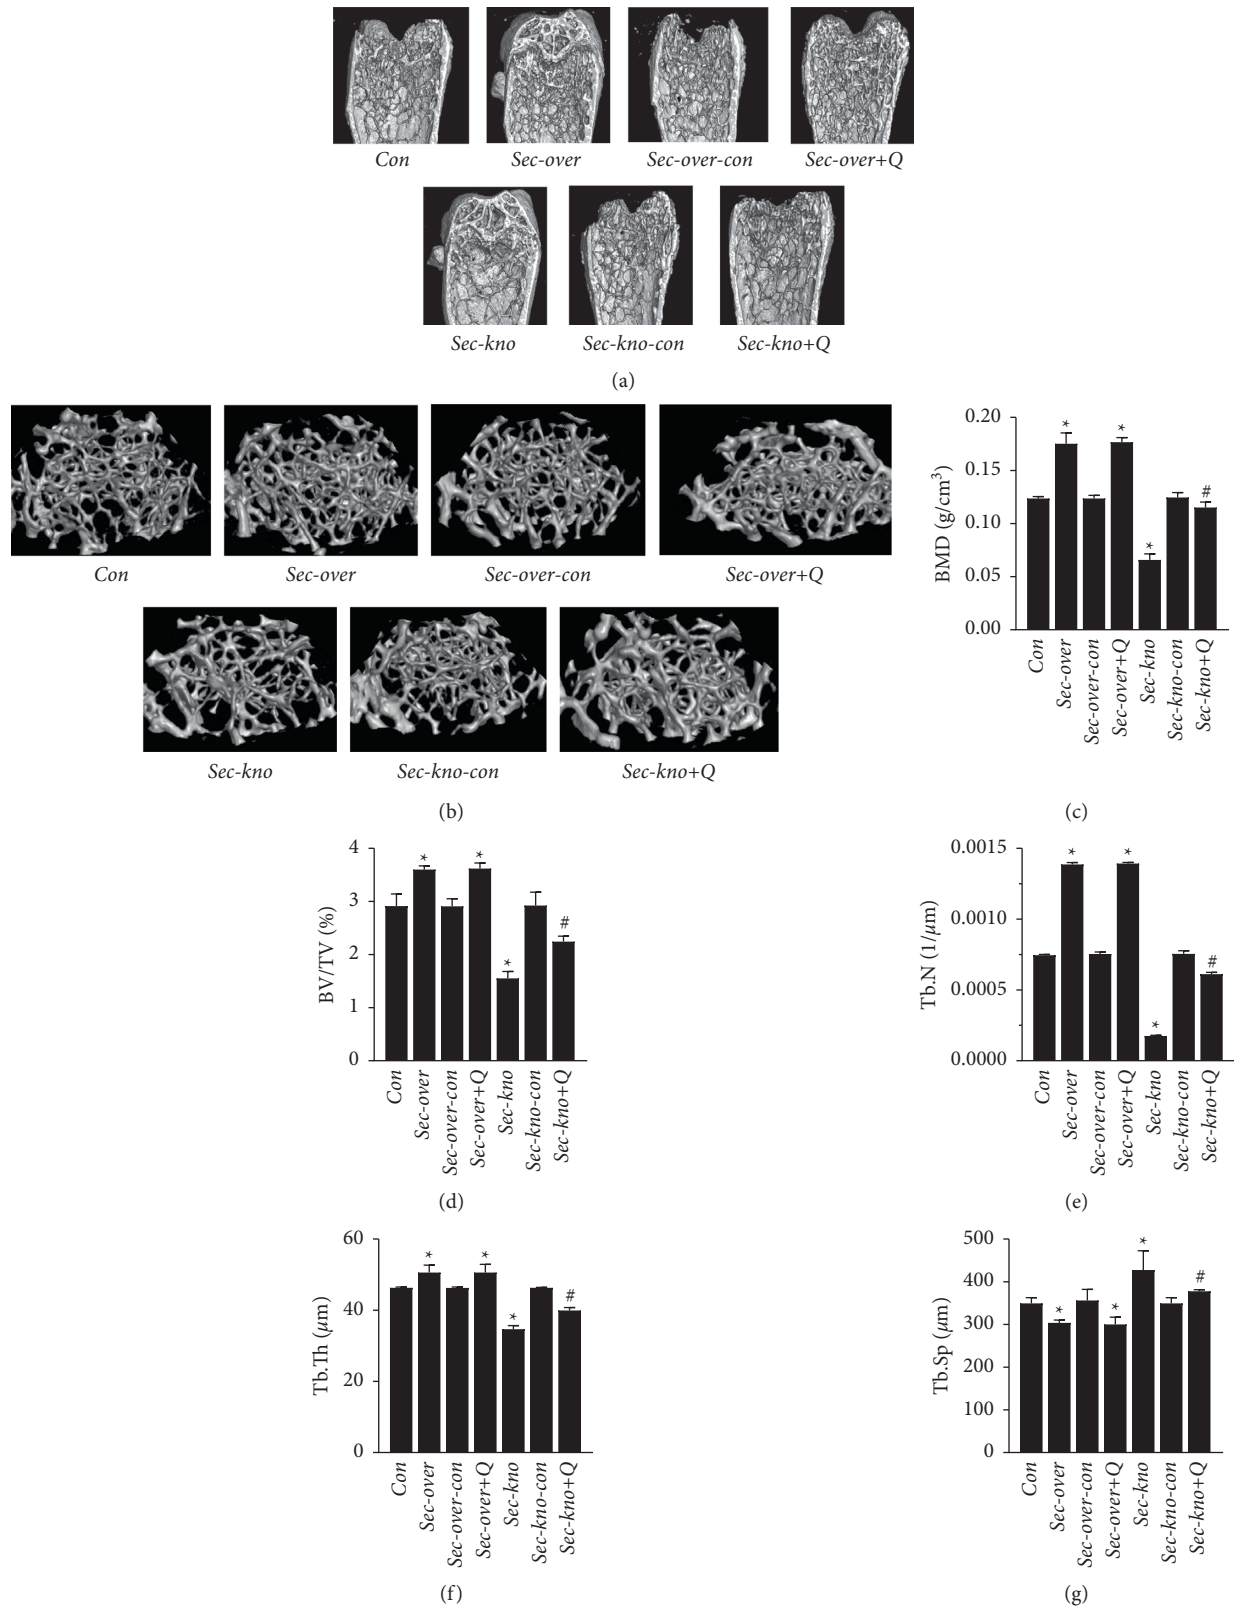 Con Sec-over Sec-over-con Sec-over+Q
Sec-kno Sec-kno-con Sec-kno+Q
(a)
Con Sec-over Sec-over-con Sec-over+Q
Sec-kno Sec-kno-con Sec-kno+Q
(b)
0.20
0.15
0.10
0.05
0.00
BMD (g/cm³)
* * * #
Con Sec-over Sec-over-con Sec-over+Q Sec-kno Sec-kno-con Sec-kno+Q
(c)
4
3
2
1
0
BV/TV (%)
* * * #
Con Sec-over Sec-over-con Sec-over+Q Sec-kno Sec-kno-con Sec-kno+Q
(d)
0.0015
0.0010
0.0005
0.0000
Tb.N (1/μm)
* * * #
Con Sec-over Sec-over-con Sec-over+Q Sec-kno Sec-kno-con Sec-kno+Q
(e)
60
40
20
0
Tb.Th (μm)
* * * #
Con Sec-over Sec-over-con Sec-over+Q Sec-kno Sec-kno-con Sec-kno+Q
(f)
500
400
300
200
100
0
Tb.Sp (μm)
* * * #
Con Sec-over Sec-over-con Sec-over+Q Sec-kno Sec-kno-con Sec-kno+Q
(g)